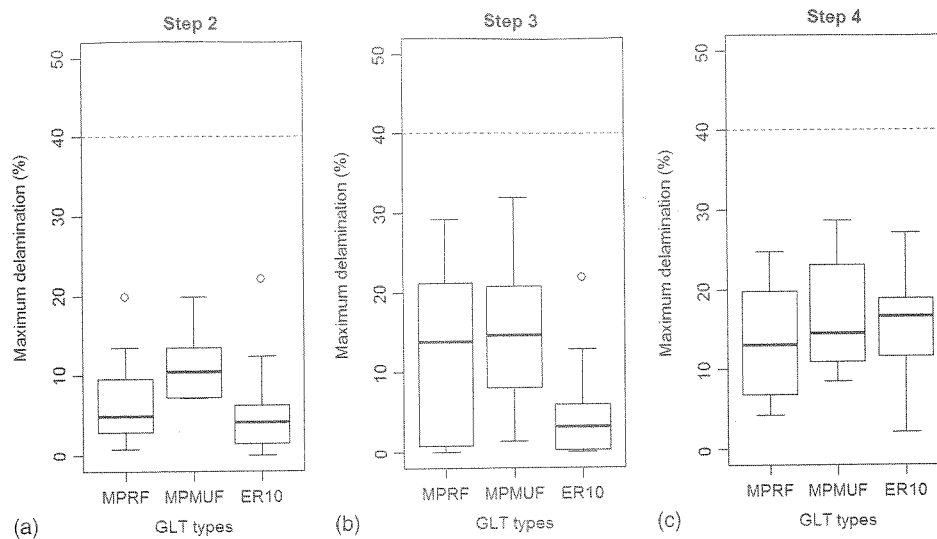 Step 2
Maximum delamination (%)
50
40
30
20
10
0
MPRF MPMUF ER10
(a)
GLT types
Step 3
Maximum delamination (%)
50
40
30
20
10
0
MPRF MPMUF ER10
(b)
GLT types
Step 4
Maximum delamination (%)
50
40
30
20
10
0
MPRF MPMUF ER10
(c)
GLT types